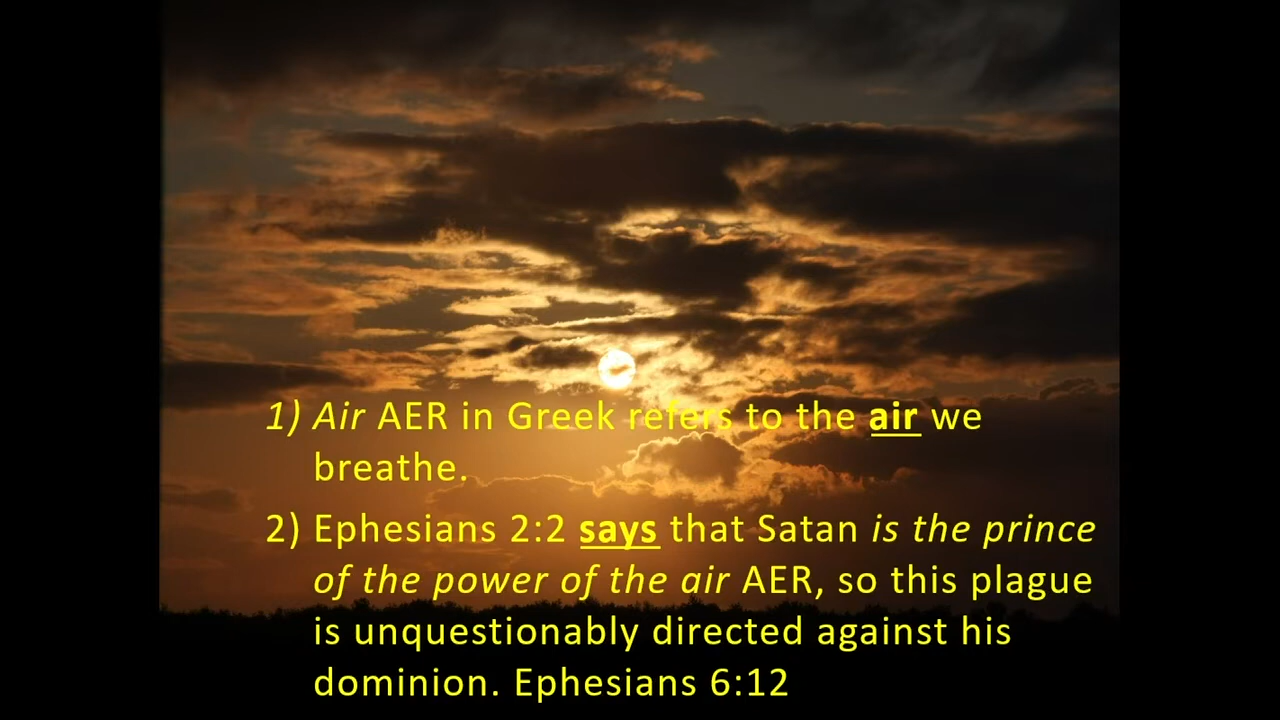 1) Air AER in Greek refers to the air we
breathe.
2) Ephesians 2:2 says that Satan is the prince
of the power of the air AER, so this plague
is unquestionably directed against his
dominion. Ephesians 6:12